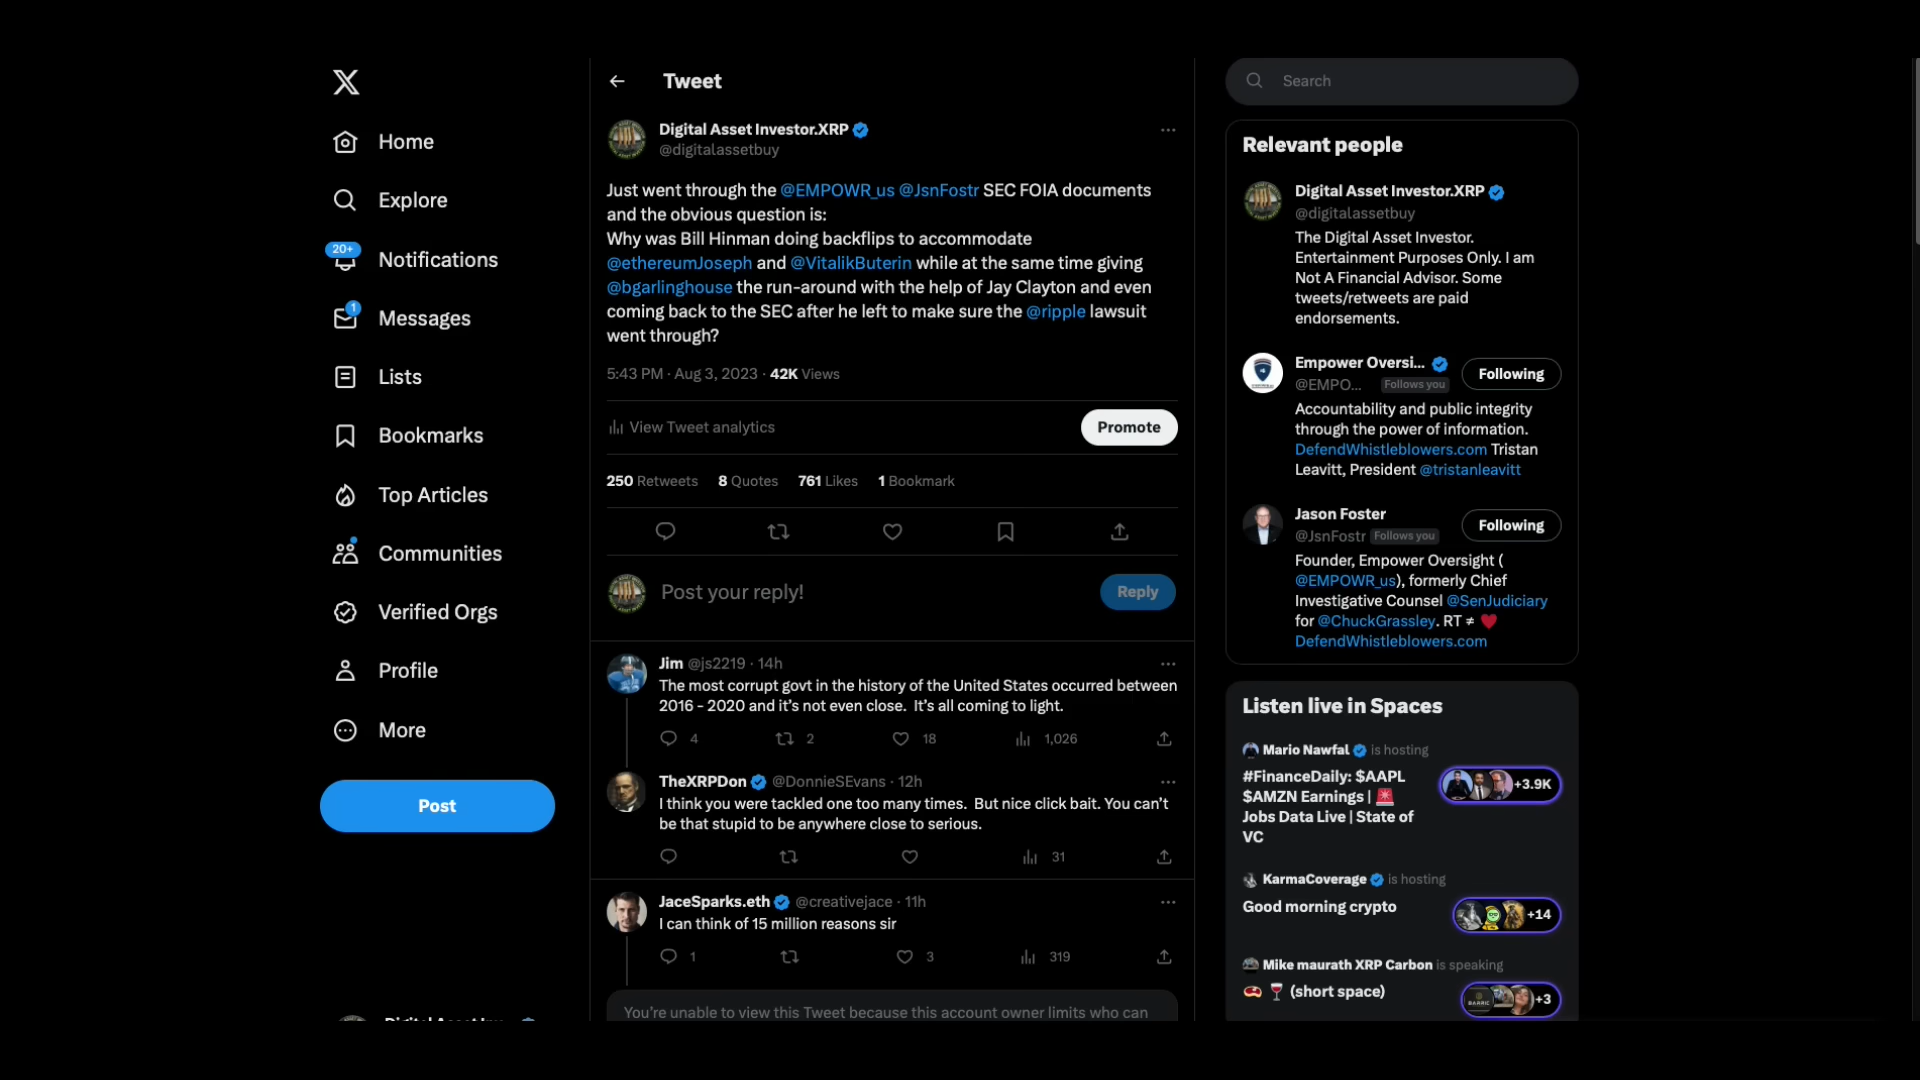 Home
Explore
20+
Notifications
1
Messages
Lists
Bookmarks
Top Articles
Communities
Verified Orgs
Profile
More
Post
Tweet
Digital Asset Investor.XRP
@digitalassetbuy
Just went through the @EMPOWR_us @JsnFostr SEC FOIA documents
and the obvious question is:
Why was Bill Hinman doing backflips to accommodate
@ethereumJoseph and @VitalikButerin while at the same time giving
@bgarlinghouse the run-around with the help of Jay Clayton and even
coming back to the SEC after he left to make sure the @ripple lawsuit
went through?
5:43 PM · Aug 3, 2023 · 42K Views
View Tweet analytics
Promote
250 Retweets 8 Quotes 761 Likes 1 Bookmark
Post your reply!
Reply
Jim @js2219 · 14h
The most corrupt govt in the history of the United States occurred between
2016 - 2020 and it's not even close. It's all coming to light.
4 2 18 1,026
TheXRPDon @DonnieSEvans · 12h
I think you were tackled one too many times. But nice click bait. You can't
be that stupid to be anywhere close to serious.
31
JaceSparks.eth @creativejace · 11h
I can think of 15 million reasons sir
1 3 319
You're unable to view this Tweet because this account owner limits who can
Search
Relevant people
Digital Asset Investor.XRP
@digitalassetbuy
The Digital Asset Investor.
Entertainment Purposes Only. I am
Not A Financial Advisor. Some
tweets/retweets are paid
endorsements.
Empower Oversi...
@EMPO... Follows you
Following
Accountability and public integrity
through the power of information.
DefendWhistleblowers.com Tristan
Leavitt, President @tristanleavitt
Jason Foster
@JsnFostr Follows you
Following
Founder, Empower Oversight (
@EMPOWR_us), formerly Chief
Investigative Counsel @SenJudiciary
for @ChuckGrassley. RT ≠ ❤️
DefendWhistleblowers.com
Listen live in Spaces
Mario Nawfal is hosting
#FinanceDaily: $AAPL
$AMZN Earnings | 🚨
Jobs Data Live | State of
VC
+3.9K
KarmaCoverage is hosting
Good morning crypto
+14
Mike maurath XRP Carbon is speaking
🥩 🍷 (short space)
+3